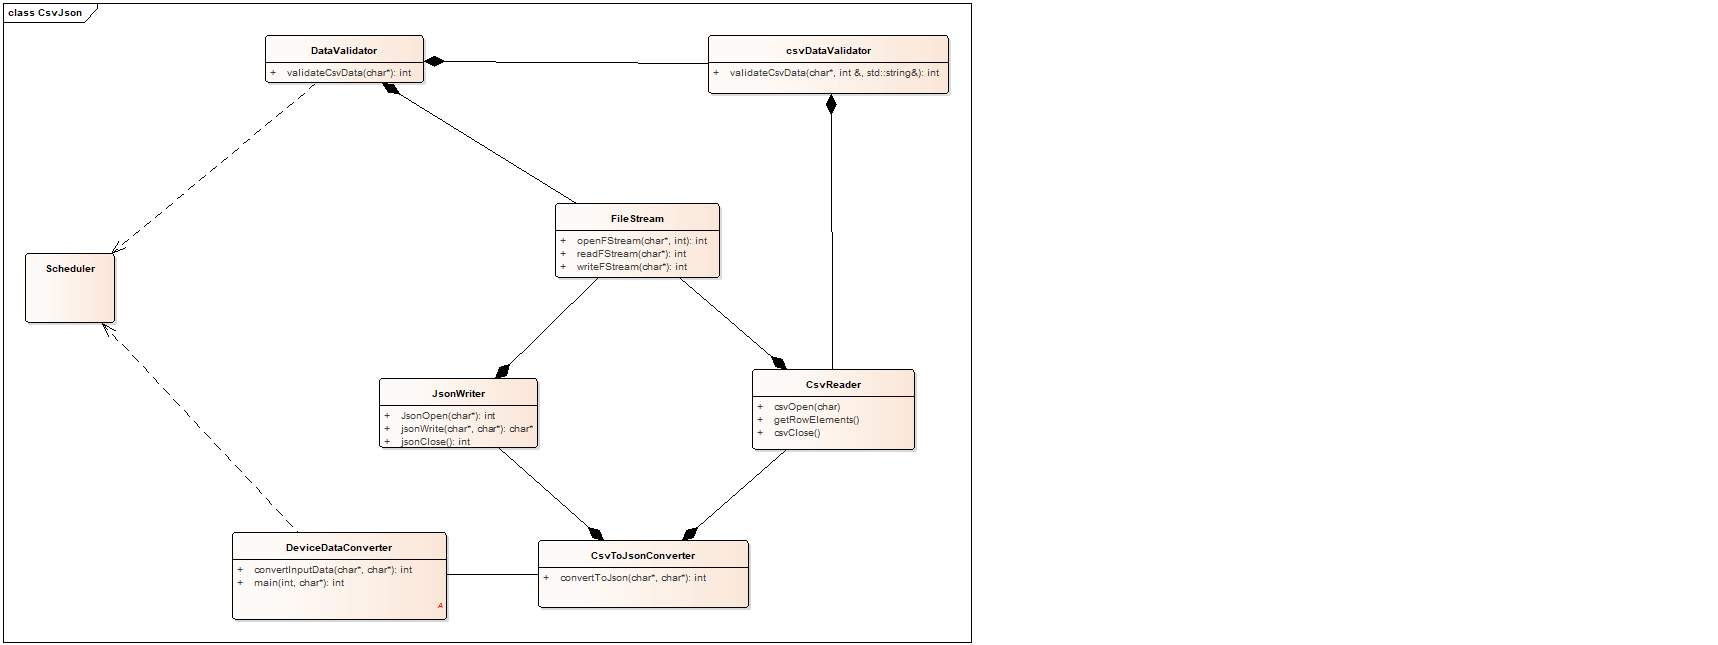 class CsvJson
DataValidator
+ validateCsvData(char*): int
csvDataValidator
+ validateCsvData(char*, int &, std::string&): int
FileStream
+ openFStream(char*, int): int
+ readFStream(char*): int
+ writeFStream(char*): int
Scheduler
JsonWriter
+ JsonOpen(char*): int
+ jsonWrite(char*, char*): char*
+ jsonClose(): int
CsvReader
+ csvOpen(char)
+ getRowElements()
+ csvClose()
DeviceDataConverter
+ convertInputData(char*, char*): int
+ main(int, char*): int
A
CsvToJsonConverter
+ convertToJson(char*, char*): int